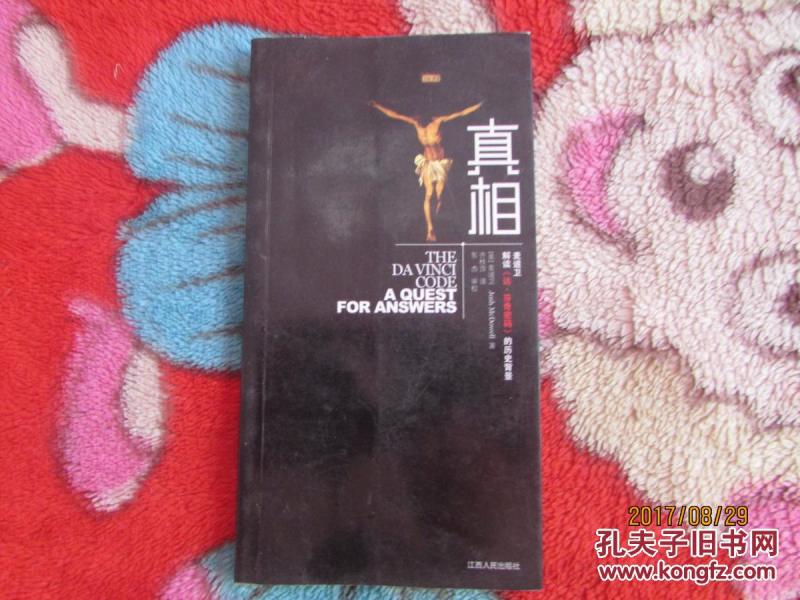 真相
THE
DA VINCI
CODE
A QUEST
FOR ANSWERS
麦道卫
解读《达·芬奇密码》的历史背景
Josh McDowell 著
江西人民出版社
2017/08/29
孔夫子旧书网
www.kongfz.com